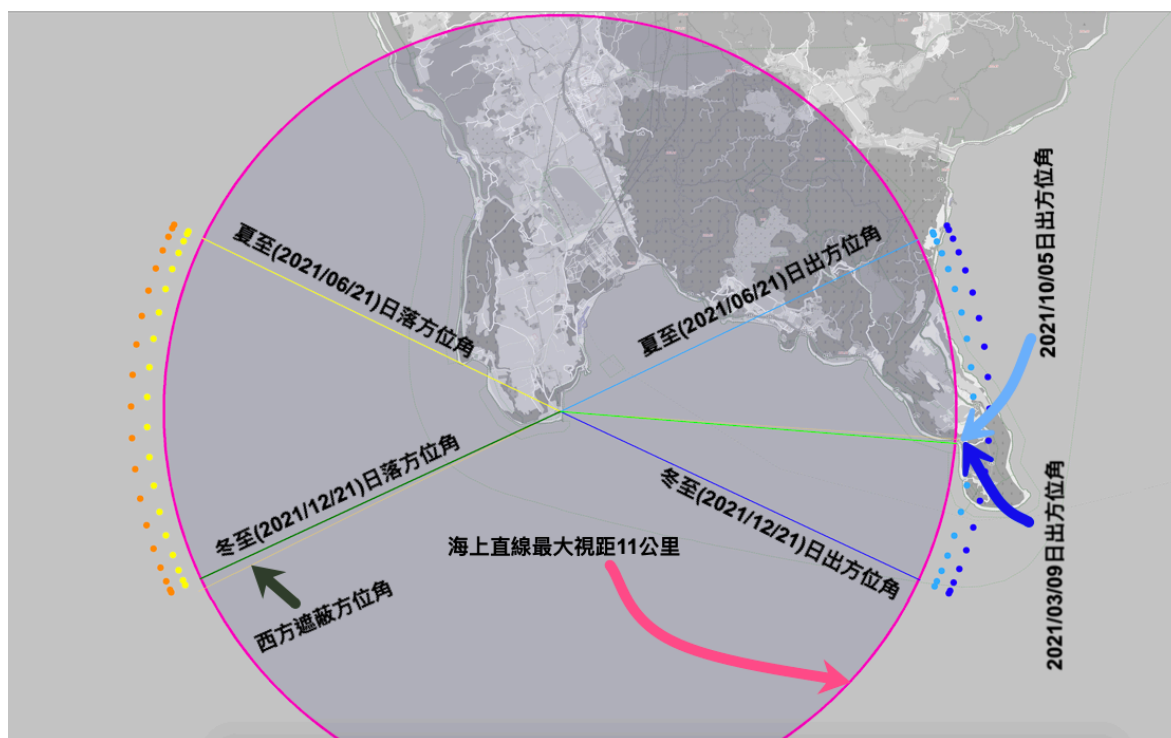 夏至(2021/06/21)日落方位角
夏至(2021/06/21)日出方位角
2021/10/05日出方位角
冬至(2021/12/21)日落方位角
冬至(2021/12/21)日出方位角
海上直線最大視距11公里
西方遮蔽方位角
2021/03/09日出方位角